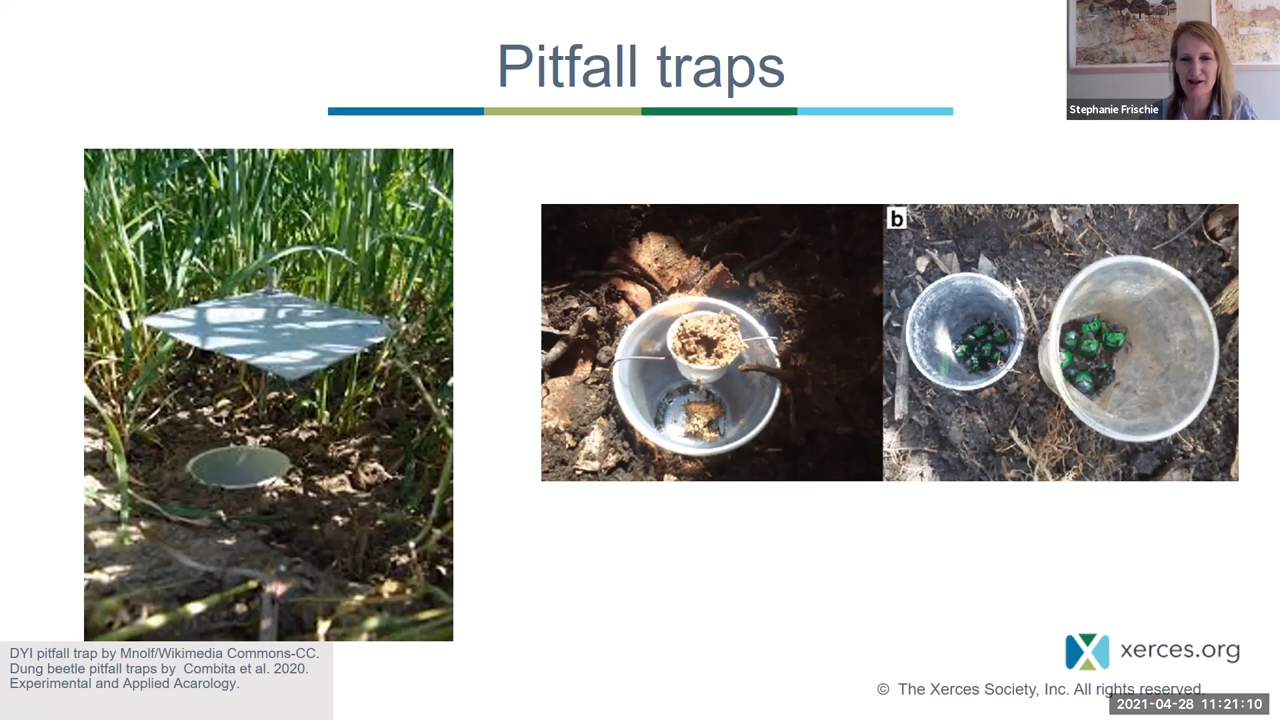 Pitfall traps
Stephanie Frischie
b
DYI pitfall trap by Mnolf/Wikimedia Commons-CC.
Dung beetle pitfall traps by Combita et al. 2020.
Experimental and Applied Acarology.
xerces.org
© The Xerces Society, Inc. All rights reserved.
2021-04-28 11:21:10